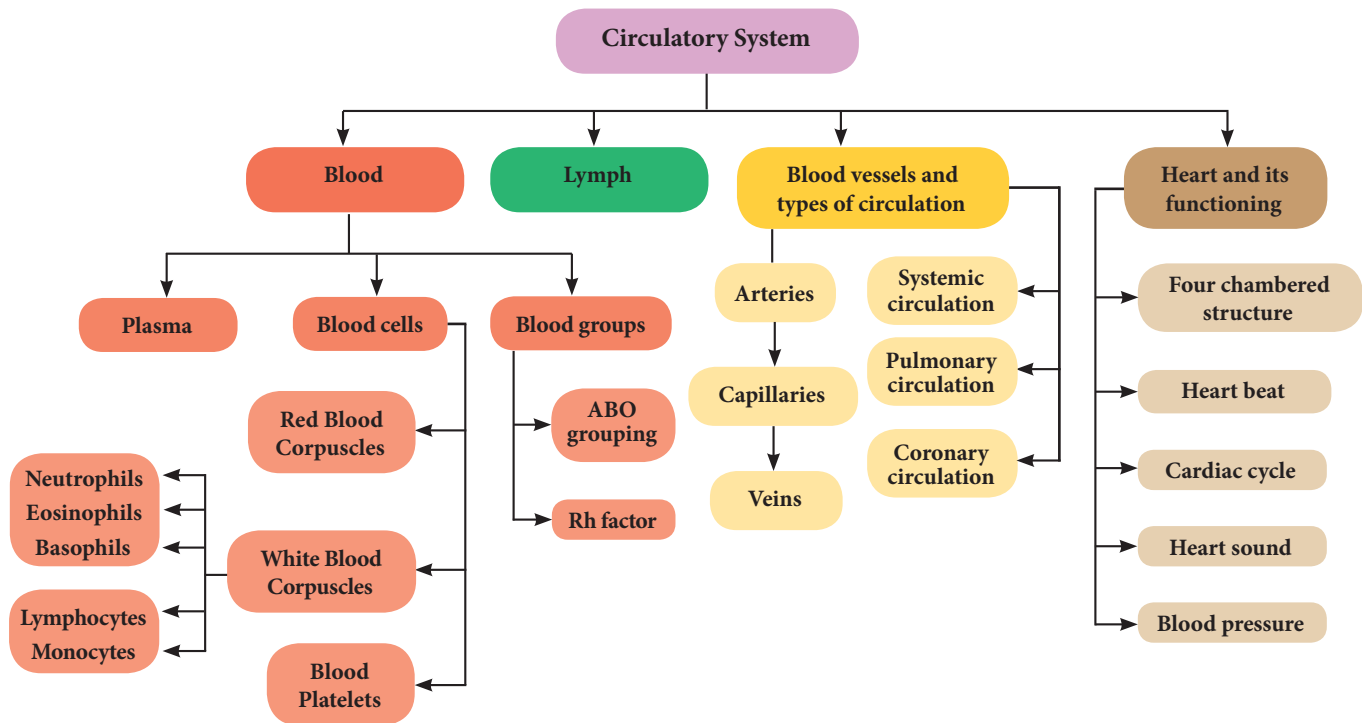 Circulatory System
Blood
Lymph
Blood vessels and
types of circulation
Heart and its
functioning
Plasma
Blood cells
Blood groups
Red Blood
Corpuscles
White Blood
Corpuscles
Blood
Platelets
Neutrophils
Eosinophils
Basophils
Lymphocytes
Monocytes
ABO
grouping
Rh factor
Arteries
Capillaries
Veins
Systemic
circulation
Pulmonary
circulation
Coronary
circulation
Four chambered
structure
Heart beat
Cardiac cycle
Heart sound
Blood pressure